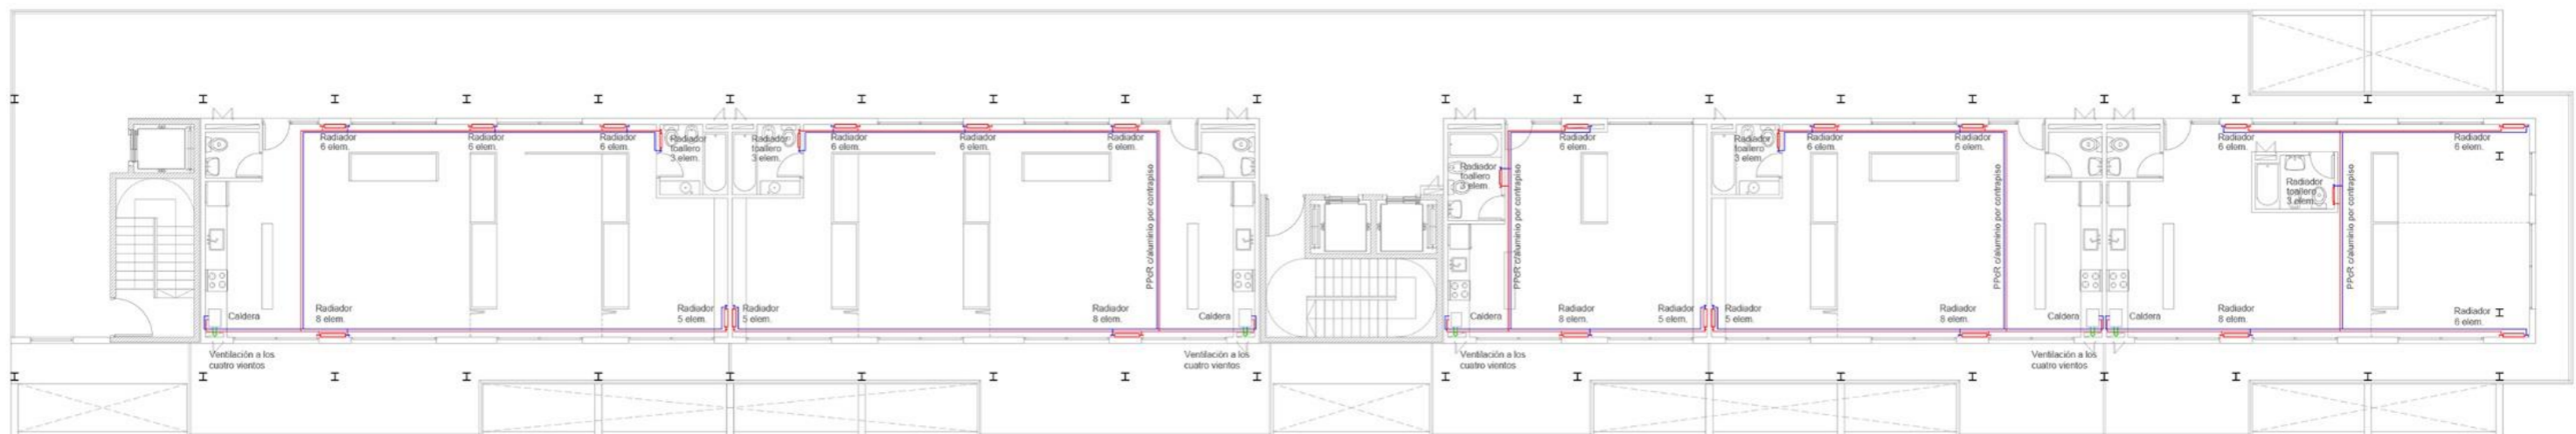 Radiador
6 elem.
Radiador
6 elem.
Radiador
6 elem.
Radiador
toallero
3 elem.
Radiador
toallero
3 elem.
Radiador
6 elem.
Radiador
6 elem.
Radiador
6 elem.
Radiador
6 elem.
Radiador
toallero
3 elem.
Radiador
toallero
3 elem.
Radiador
6 elem.
Radiador
6 elem.
Radiador
6 elem.
Radiador
6 elem.
Radiador
toallero
3 elem.
PPcR c/aluminio por contrapiso
PPcR c/aluminio por contrapiso
PPcR c/aluminio por contrapiso
PPcR c/aluminio por contrapiso
Caldera
Radiador
8 elem.
Radiador
5 elem.
Radiador
5 elem.
Radiador
8 elem.
Caldera
Caldera
Radiador
8 elem.
Radiador
5 elem.
Radiador
5 elem.
Radiador
8 elem.
Caldera
Caldera
Radiador
8 elem.
Radiador
6 elem.
Ventilación a los
cuatro vientos
Ventilación a los
cuatro vientos
Ventilación a los
cuatro vientos
Ventilación a los
cuatro vientos